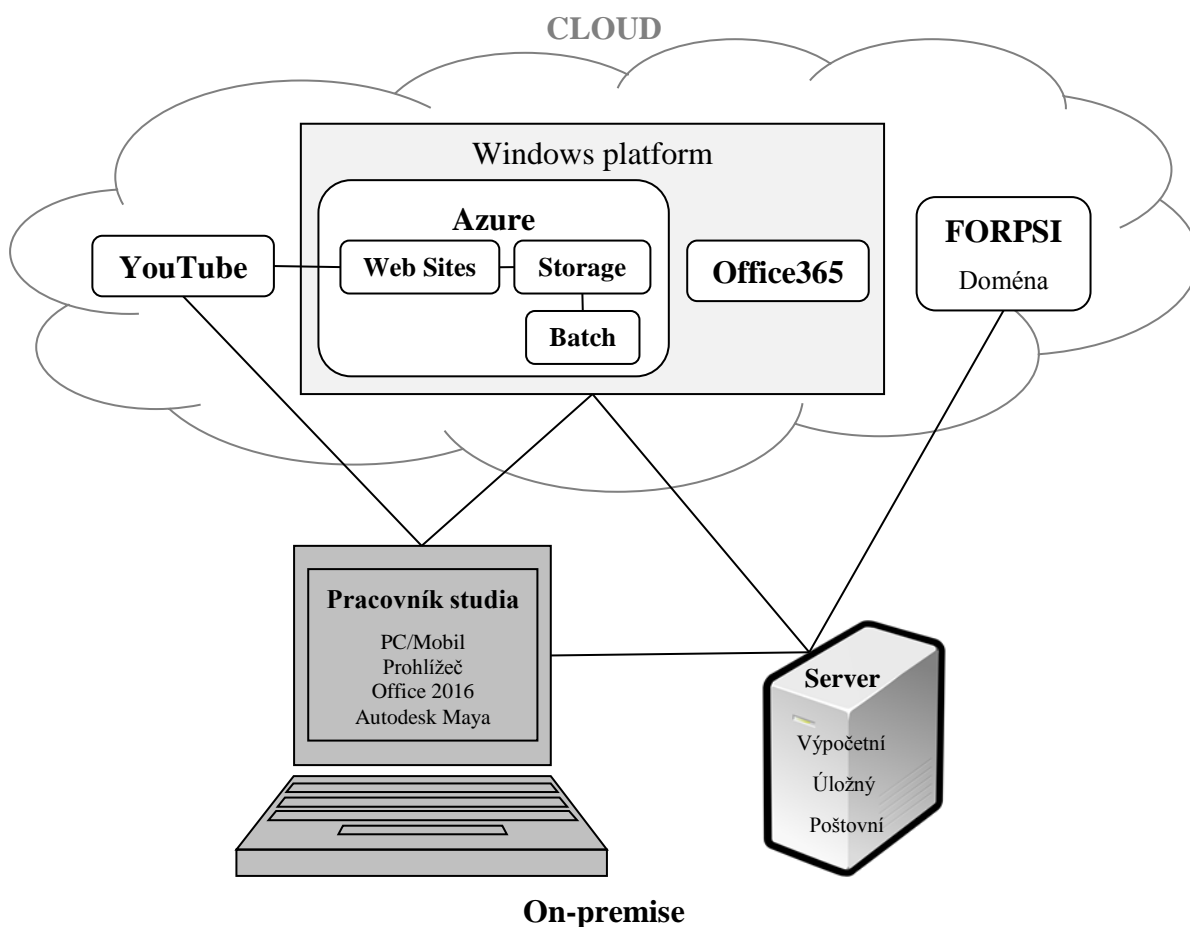 CLOUD
Windows platform
Azure
YouTube
Web Sites
Storage
Batch
Office365
FORPSI
Doména
Pracovník studia
PC/Mobil
Prohlížeč
Office 2016
Autodesk Maya
Server
Výpočetní
Úložný
Poštovní
On-premise